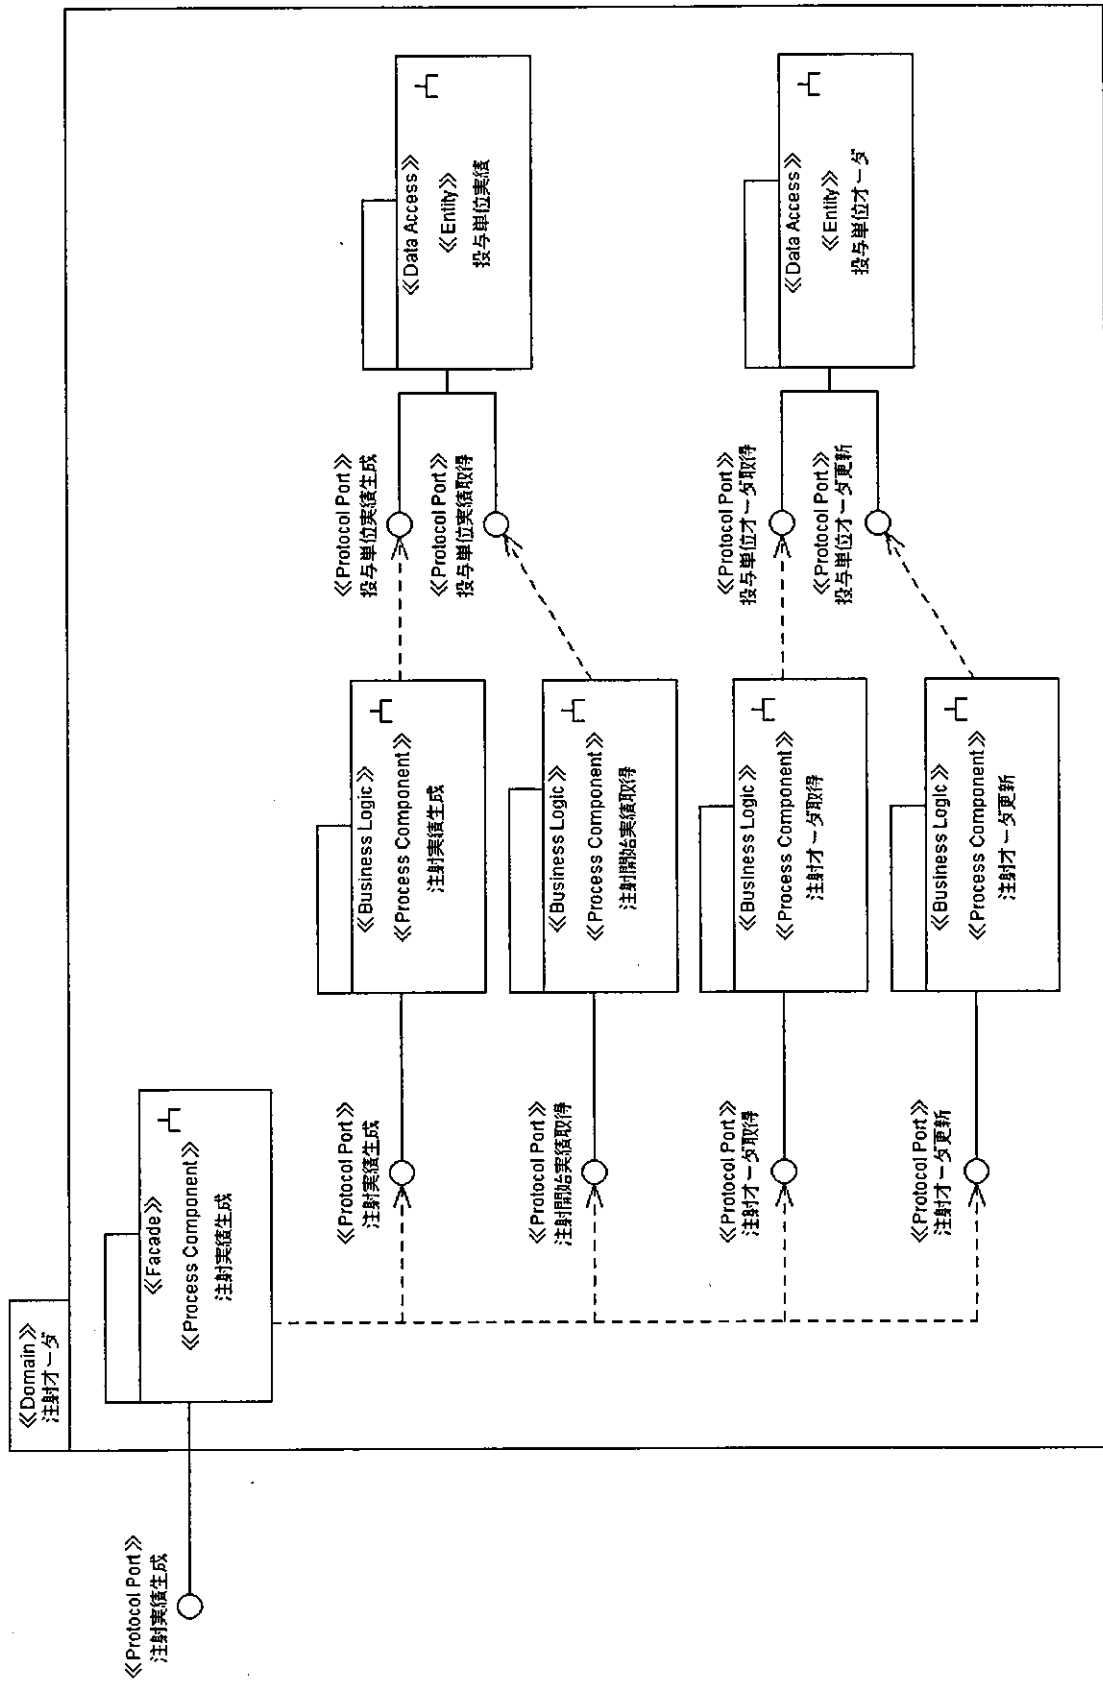 ≪Domain≫
注射オーダ
≪Protocol Port≫
注射実績生成
≪Facade≫
≪Process Component≫
注射実績生成
≪Protocol Port≫
注射実績生成
≪Business Logic≫
≪Process Component≫
注射実績生成
≪Protocol Port≫
投与単位実績生成
≪Protocol Port≫
投与単位実績取得
≪Data Access≫
≪Entity≫
投与単位実績
≪Protocol Port≫
注射開始実績取得
≪Business Logic≫
≪Process Component≫
注射開始実績取得
≪Protocol Port≫
注射オーダ取得
≪Business Logic≫
≪Process Component≫
注射オーダ取得
≪Protocol Port≫
投与単位オーダ取得
≪Protocol Port≫
投与単位オーダ更新
≪Data Access≫
≪Entity≫
投与単位オーダ
≪Protocol Port≫
注射オーダ更新
≪Business Logic≫
≪Process Component≫
注射オーダ更新